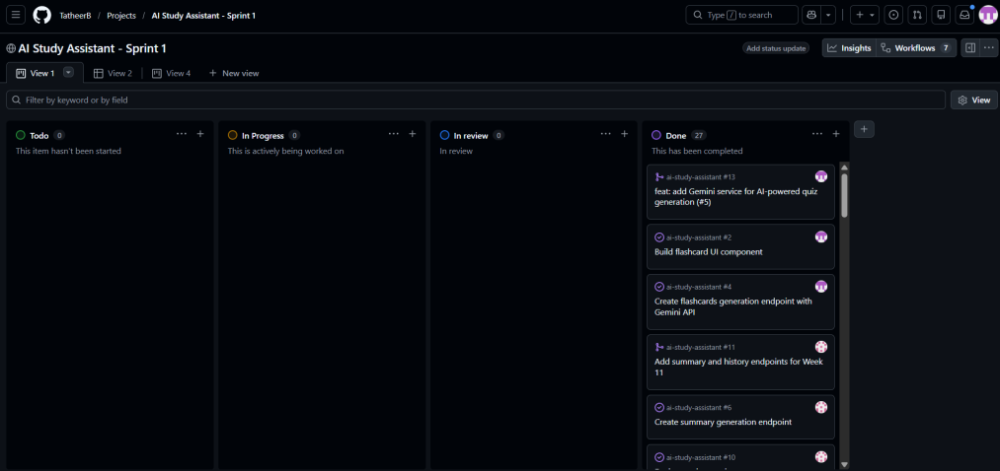 TatheerB / Projects / AI Study Assistant - Sprint 1
Type / to search
AI Study Assistant - Sprint 1
Add status update
Insights
Workflows 7
View 1
View 2
View 4
+ New view
Filter by keyword or by field
View
Todo 0
This item hasn't been started
In Progress 0
This is actively being worked on
In review 0
In review
Done 27
This has been completed
ai-study-assistant #13
feat: add Gemini service for AI-powered quiz
generation (#5)
ai-study-assistant #2
Build flashcard UI component
ai-study-assistant #4
Create flashcards generation endpoint with
Gemini API
ai-study-assistant #11
Add summary and history endpoints for Week
11
ai-study-assistant #6
Create summary generation endpoint
ai-study-assistant #10